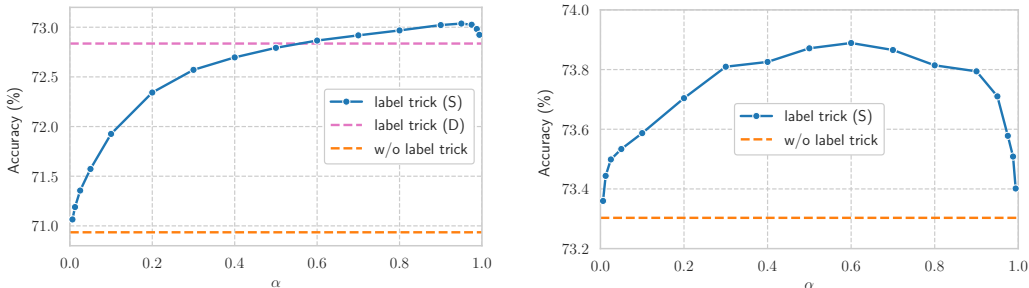 73.0
72.5
72.0
71.5
71.0
Accuracy (%)
label trick (S)
label trick (D)
w/o label trick
0.0 0.2 0.4 0.6 0.8 1.0
α
74.0
73.8
73.6
73.4
73.2
Accuracy (%)
label trick (S)
w/o label trick
0.0 0.2 0.4 0.6 0.8 1.0
α